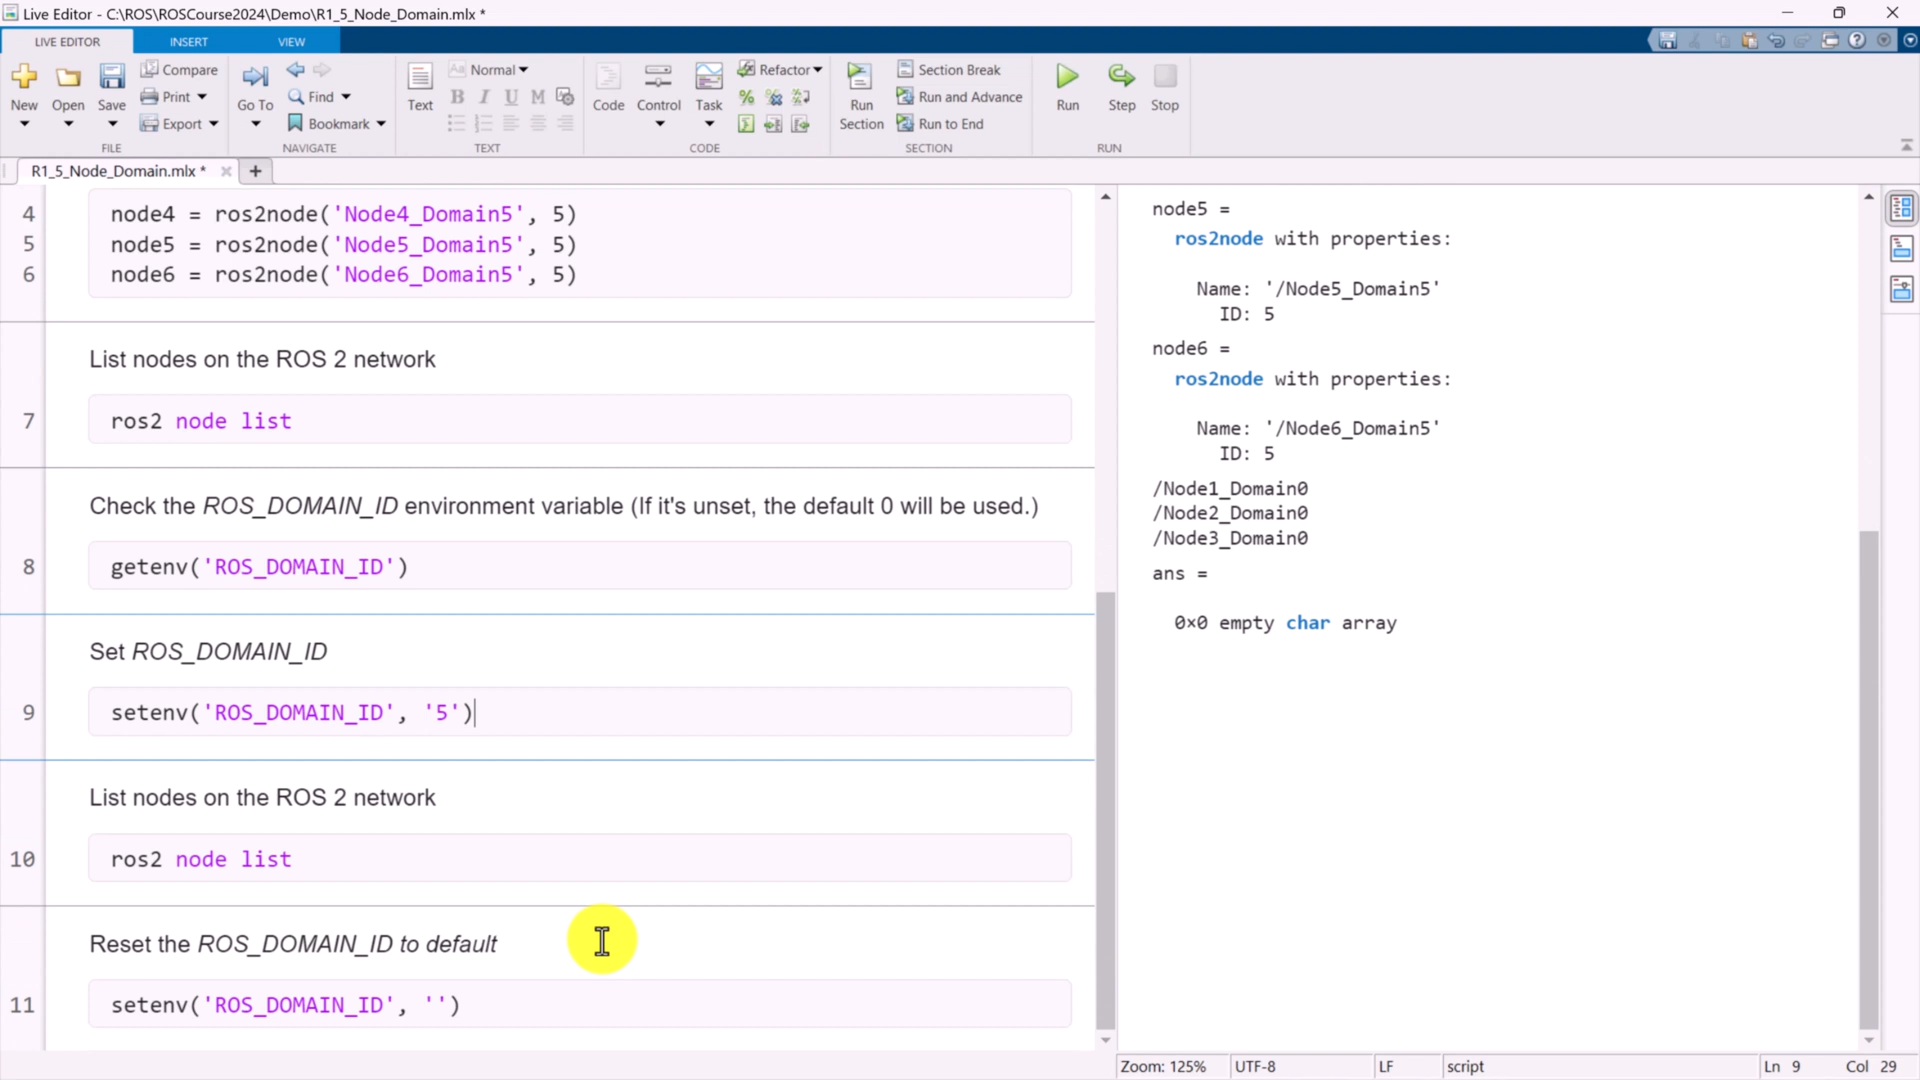 Live Editor - C:\ROS\ROSCourse2024\Demo\R1_5_Node_Domain.mlx *
LIVE EDITOR INSERT VIEW
New Open Save Compare Print Export
FILE
Go To Find Bookmark
NAVIGATE
Text Aa Normal B I U M
TEXT
Code Control Task Refactor
CODE
Run Section Section Break Run and Advance Run to End
SECTION
Run Step Stop
RUN
R1_5_Node_Domain.mlx *
4 node4 = ros2node('Node4_Domain5', 5)
5 node5 = ros2node('Node5_Domain5', 5)
6 node6 = ros2node('Node6_Domain5', 5)
List nodes on the ROS 2 network
7 ros2 node list
Check the ROS_DOMAIN_ID environment variable (If it's unset, the default 0 will be used.)
8 getenv('ROS_DOMAIN_ID')
Set ROS_DOMAIN_ID
9 setenv('ROS_DOMAIN_ID', '5')
List nodes on the ROS 2 network
10 ros2 node list
Reset the ROS_DOMAIN_ID to default
11 setenv('ROS_DOMAIN_ID', '')
node5 =
ros2node with properties:
Name: '/Node5_Domain5'
ID: 5
node6 =
ros2node with properties:
Name: '/Node6_Domain5'
ID: 5
/Node1_Domain0
/Node2_Domain0
/Node3_Domain0
ans =
0×0 empty char array
Zoom: 125% UTF-8 LF script Ln 9 Col 29